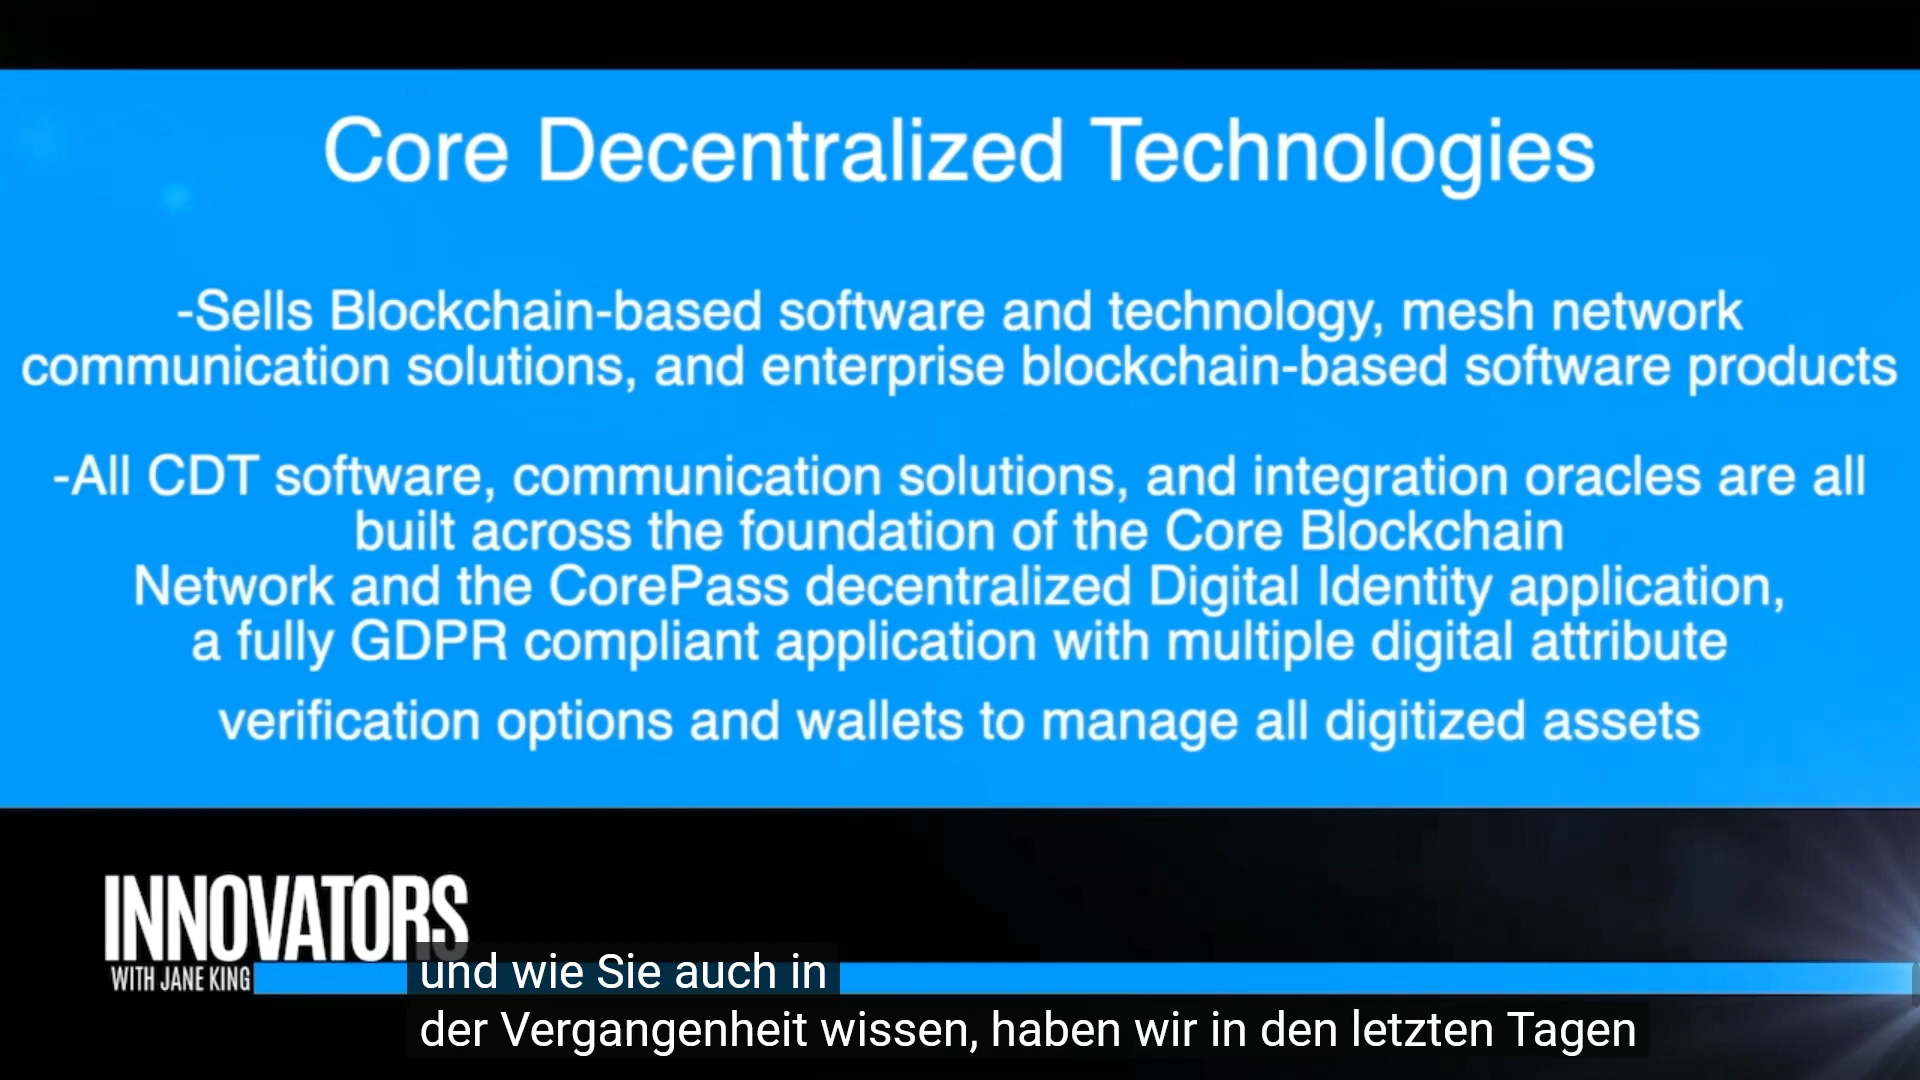 Core Decentralized Technologies
-Sells Blockchain-based software and technology, mesh network
communication solutions, and enterprise blockchain-based software products
-All CDT software, communication solutions, and integration oracles are all
built across the foundation of the Core Blockchain
Network and the CorePass decentralized Digital Identity application,
a fully GDPR compliant application with multiple digital attribute
verification options and wallets to manage all digitized assets
INNOVATORS
WITH JANE KING
und wie Sie auch in
der Vergangenheit wissen, haben wir in den letzten Tagen